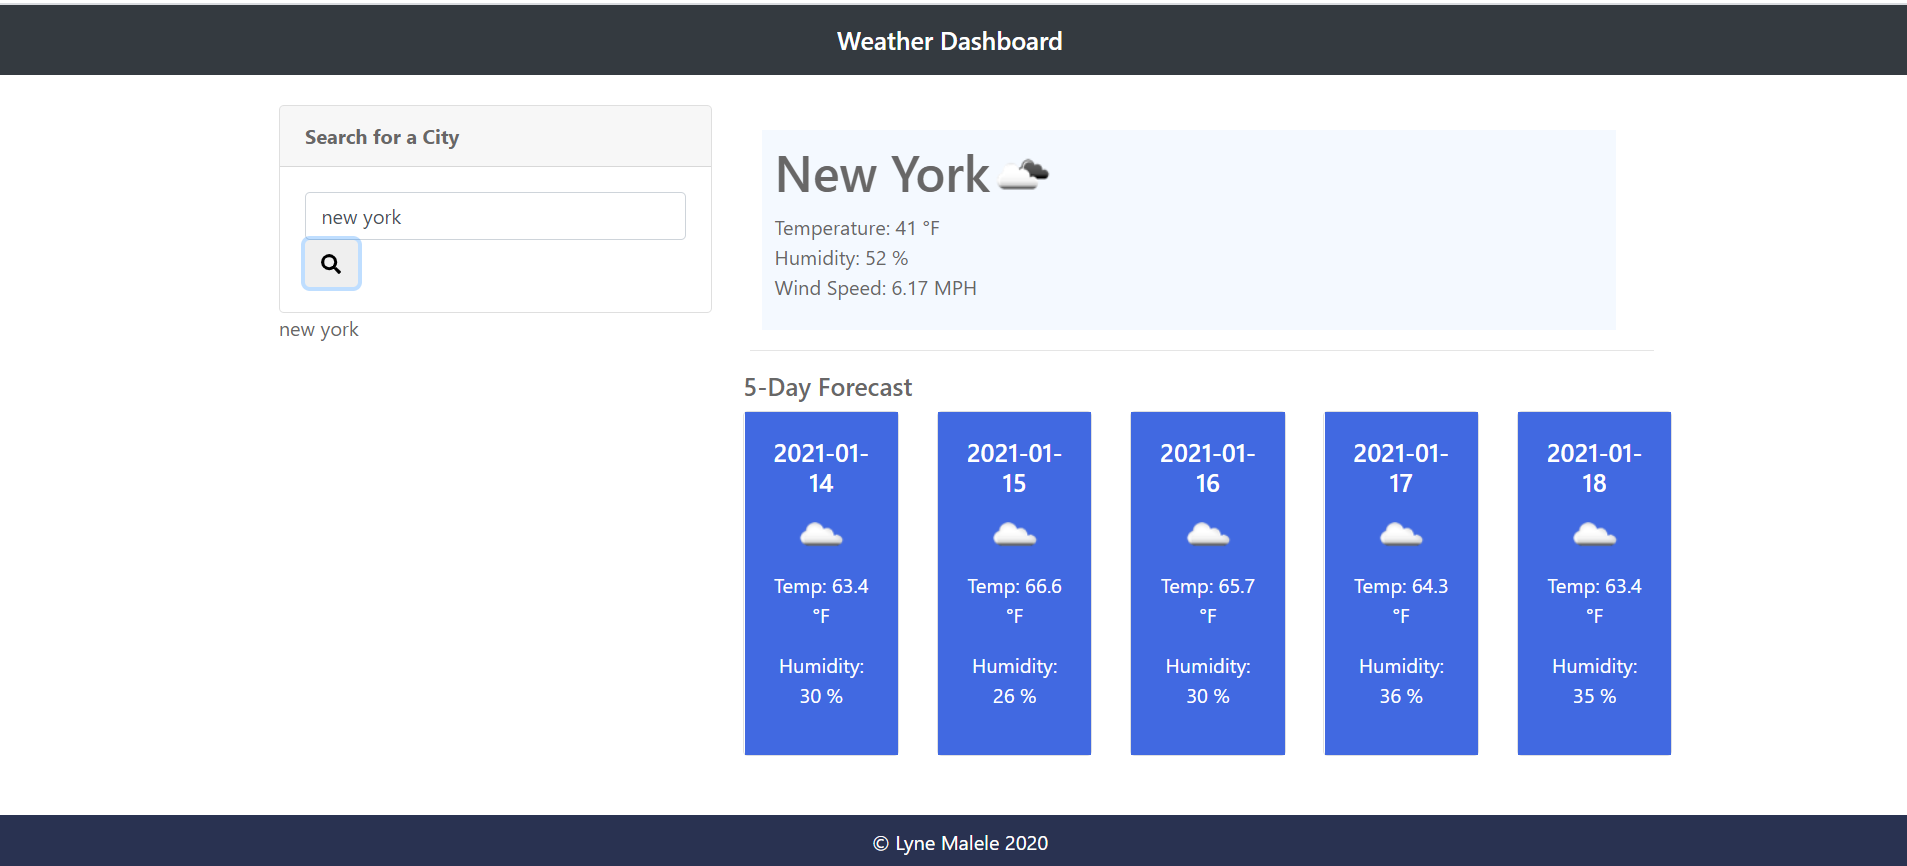 Weather Dashboard
Search for a City
new york
new york
New York
Temperature: 41 °F
Humidity: 52 %
Wind Speed: 6.17 MPH
5-Day Forecast
2021-01-
14
Temp: 63.4
°F
Humidity:
30 %
2021-01-
15
Temp: 66.6
°F
Humidity:
26 %
2021-01-
16
Temp: 65.7
°F
Humidity:
30 %
2021-01-
17
Temp: 64.3
°F
Humidity:
36 %
2021-01-
18
Temp: 63.4
°F
Humidity:
35 %
© Lyne Malele 2020